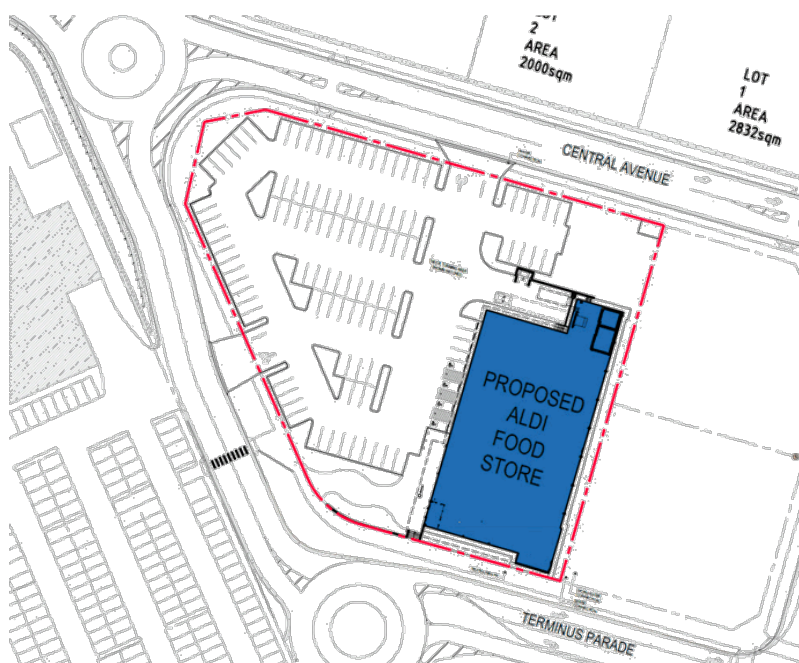 2
AREA
2000sqm
LOT
1
AREA
2832sqm
CENTRAL AVENUE
PROPOSED
ALDI
FOOD
STORE
TERMINUS PARADE